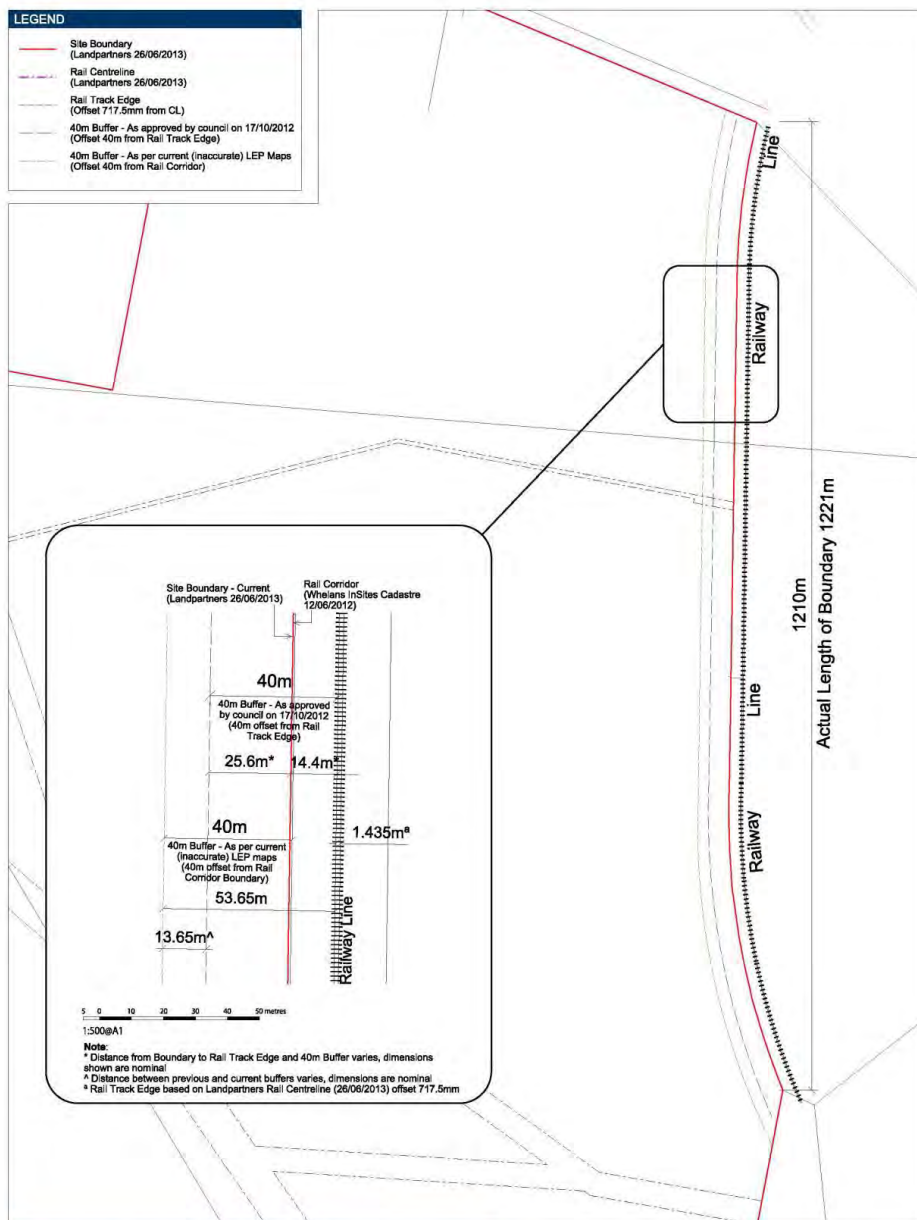 LEGEND
Site Boundary
(Landpartners 26/06/2013)
Rail Centreline
(Landpartners 26/06/2013)
Rail Track Edge
(Offset 717.5mm from CL)
40m Buffer - As approved by council on 17/10/2012
(Offset 40m from Rail Track Edge)
40m Buffer - As per current (inaccurate) LEP Maps
(Offset 40m from Rail Corridor)
Line
Railway
Line
Railway
1210m
Actual Length of Boundary 1221m
Site Boundary - Current
(Landpartners 26/06/2013)
Rail Corridor
(Whelans InSites Cadastre
12/06/2012)
40m
40m Buffer - As approved
by council on 17/10/2012
(40m offset from Rail
Track Edge)
25.6m*
14.4m*
40m
1.435mª
40m Buffer - As per current
(inaccurate) LEP maps
(40m offset from Rail
Corridor Boundary)
53.65m
13.65m^
Railway Line
5 0 10 20 30 40 50 metres
1:500@A1
Note:
* Distance from Boundary to Rail Track Edge and 40m Buffer varies, dimensions
shown are nominal
^ Distance between previous and current buffers varies, dimensions are nominal
ª Rail Track Edge based on Landpartners Rail Centreline (26/06/2013) offset 717.5mm